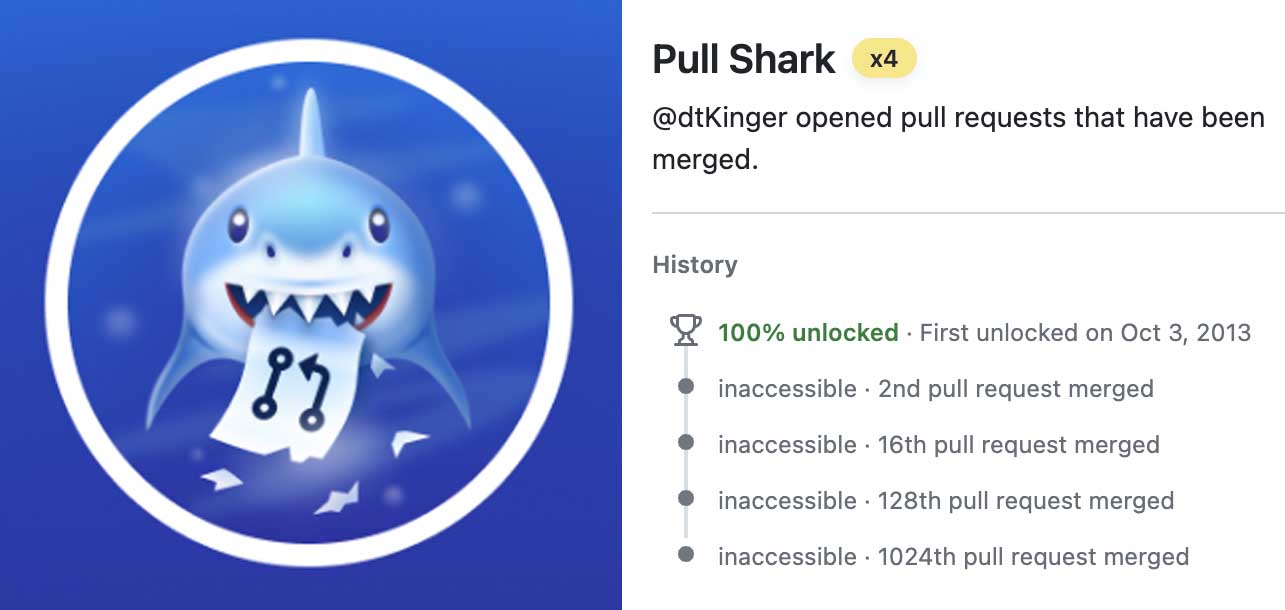 Pull Shark x4
@dtKinger opened pull requests that have been
merged.
History
100% unlocked · First unlocked on Oct 3, 2013
inaccessible · 2nd pull request merged
inaccessible · 16th pull request merged
inaccessible · 128th pull request merged
inaccessible · 1024th pull request merged